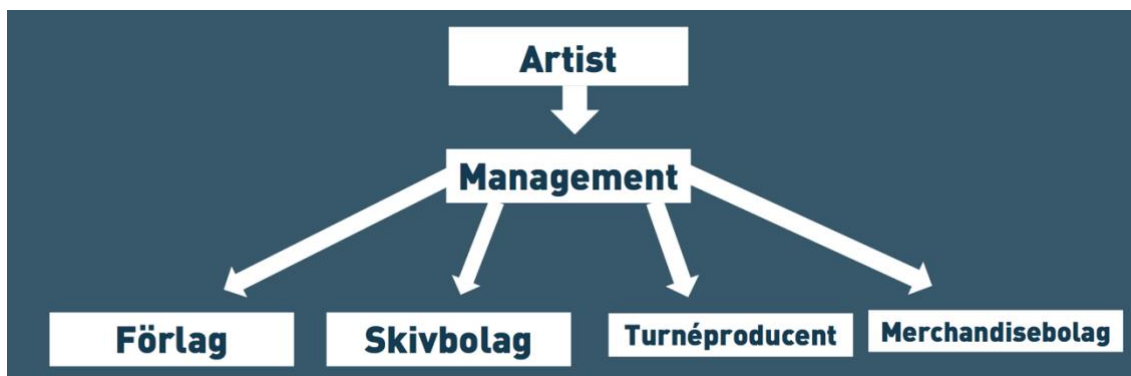 Artist
Management
Förlag
Skivbolag
Turnéproducent
Merchandisebolag